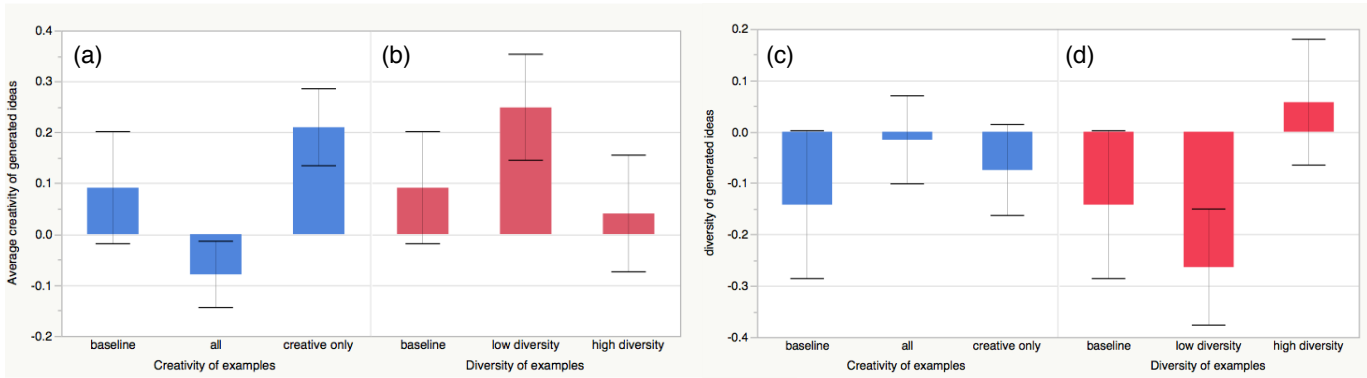 (a) (b)
Average creativity of generated ideas
0.4
0.3
0.2
0.1
0.0
-0.1
-0.2
baseline all creative only baseline low diversity high diversity
Creativity of examples Diversity of examples
(c) (d)
diversity of generated ideas
0.2
0.1
0.0
-0.1
-0.2
-0.3
-0.4
baseline all creative only baseline low diversity high diversity
Creativity of examples Diversity of examples